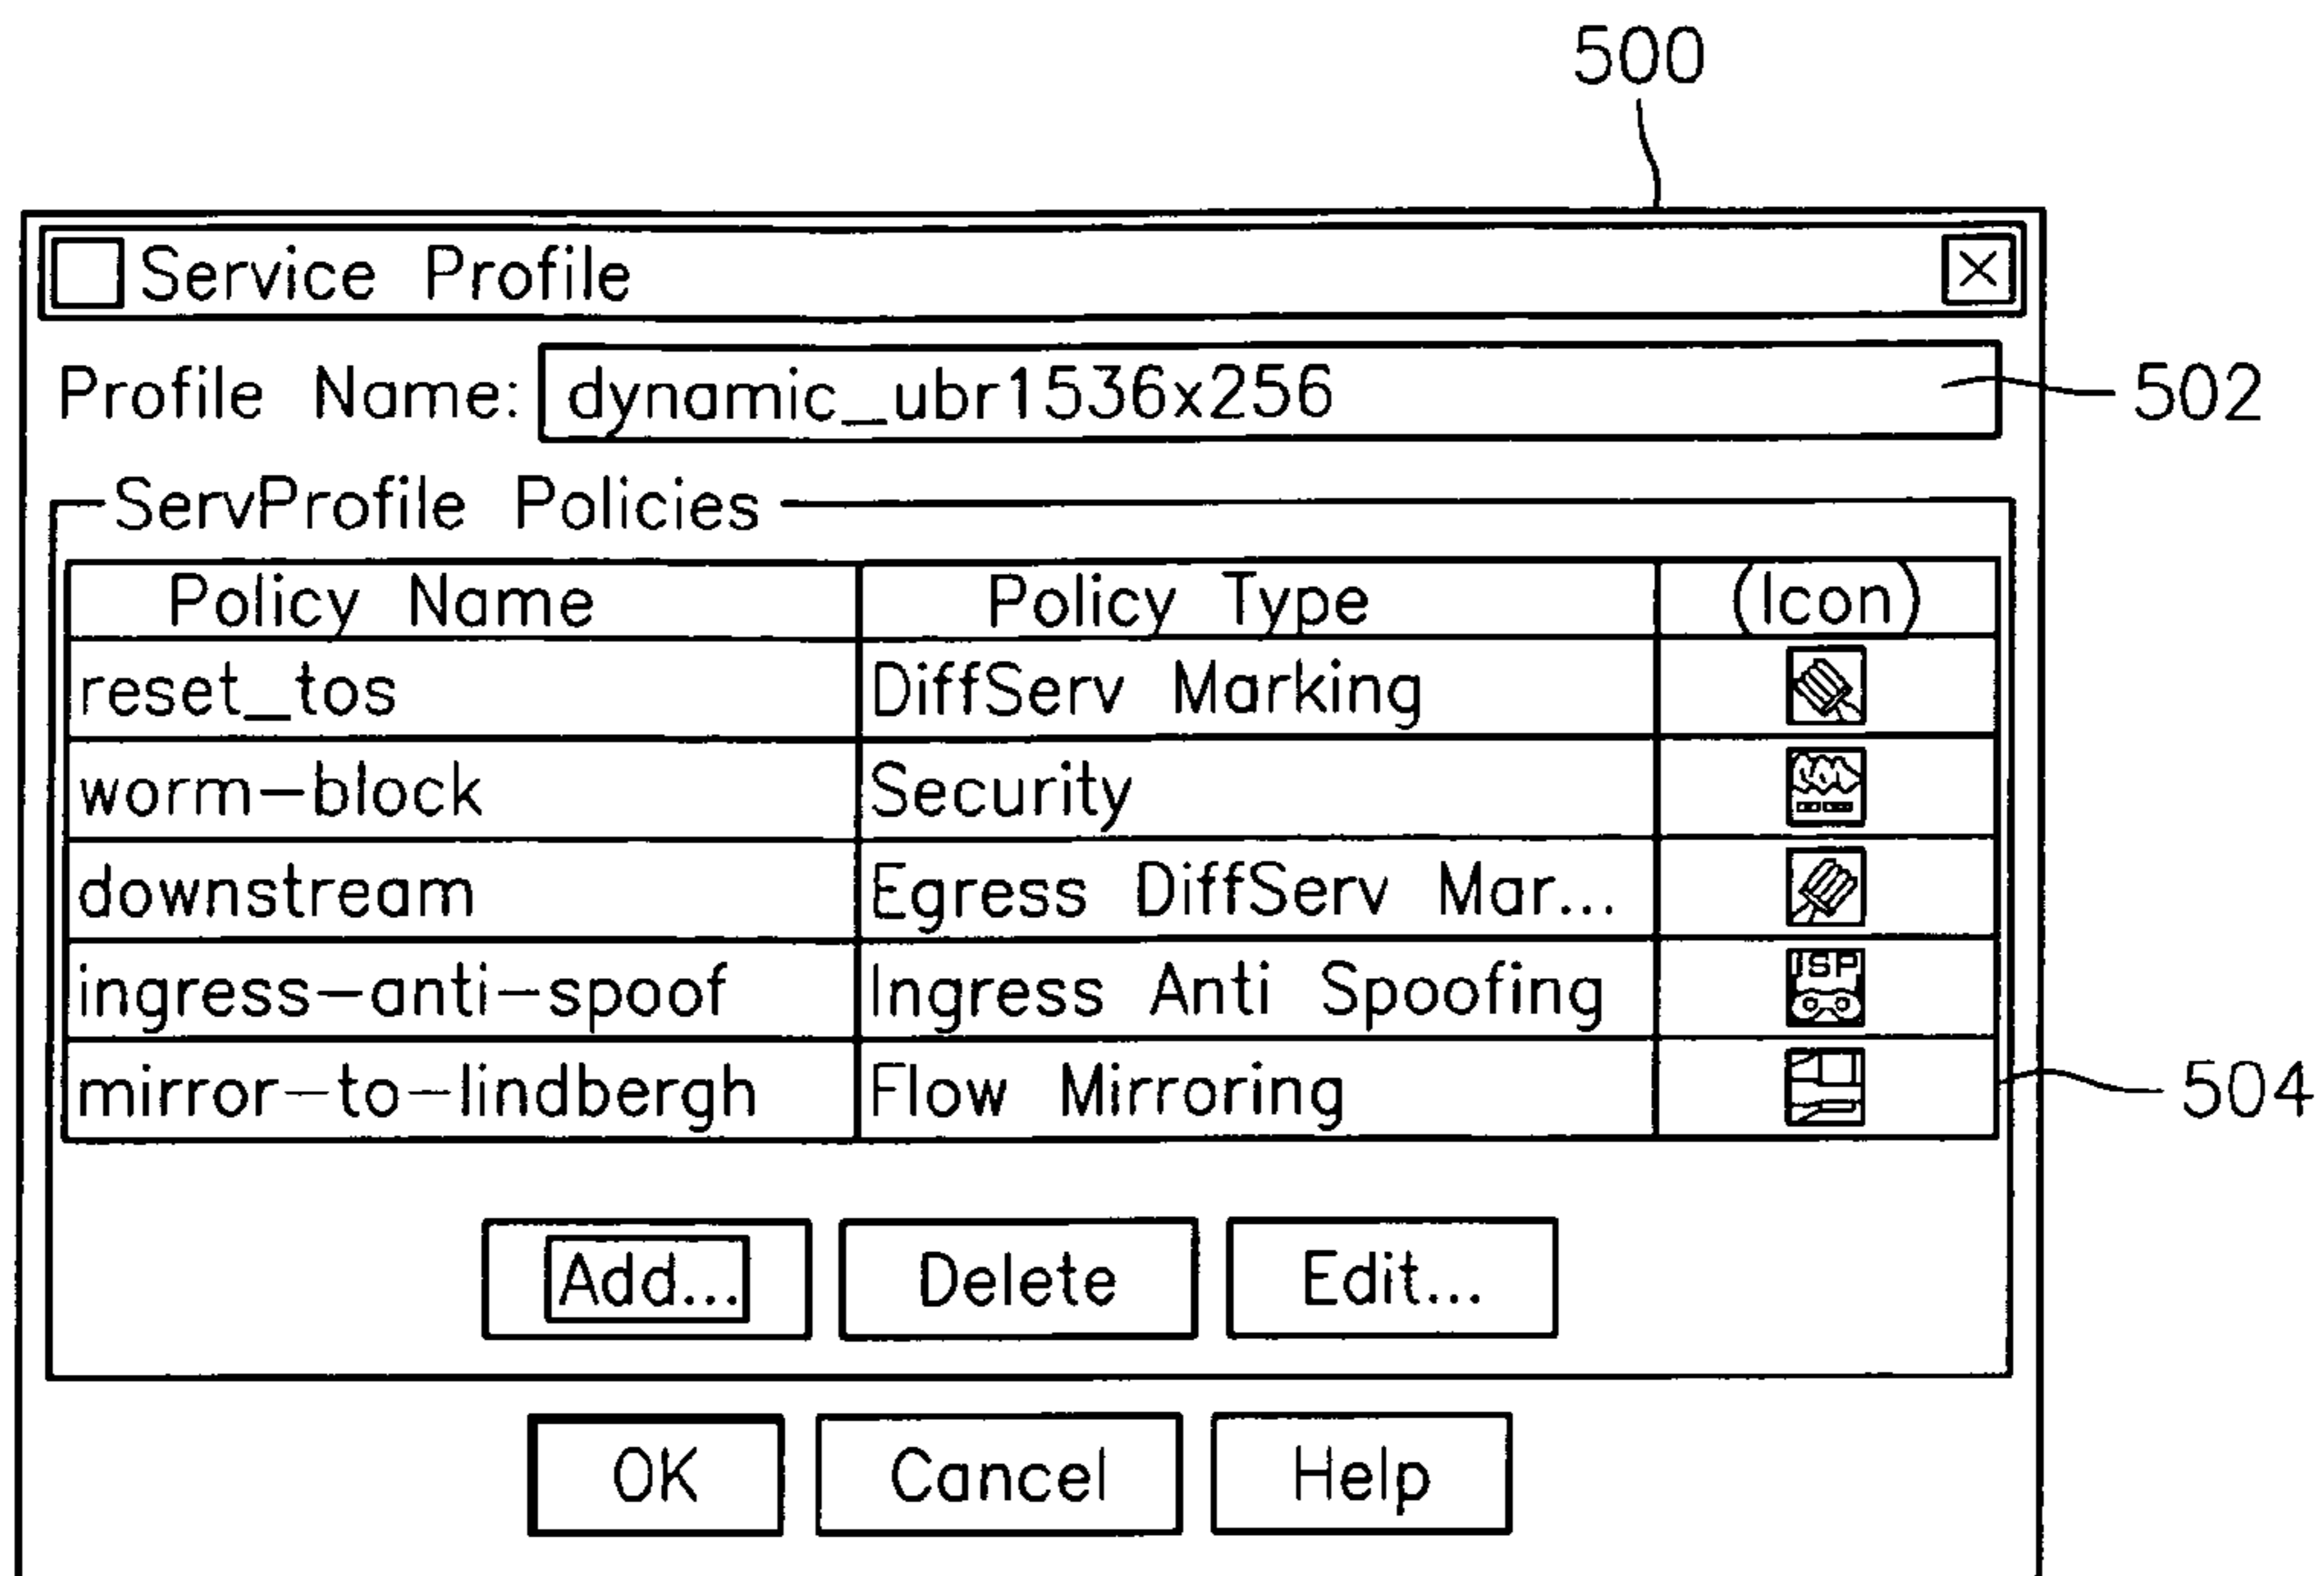 500
Service Profile
Profile Name: dynamic_ubr1536x256
502
ServProfile Policies
Policy Name Policy Type (Icon)
reset_tos DiffServ Marking
worm-block Security
downstream Egress DiffServ Mar...
ingress-anti-spoof Ingress Anti Spoofing ISP
mirror-to-lindbergh Flow Mirroring
504
Add... Delete Edit...
OK Cancel Help